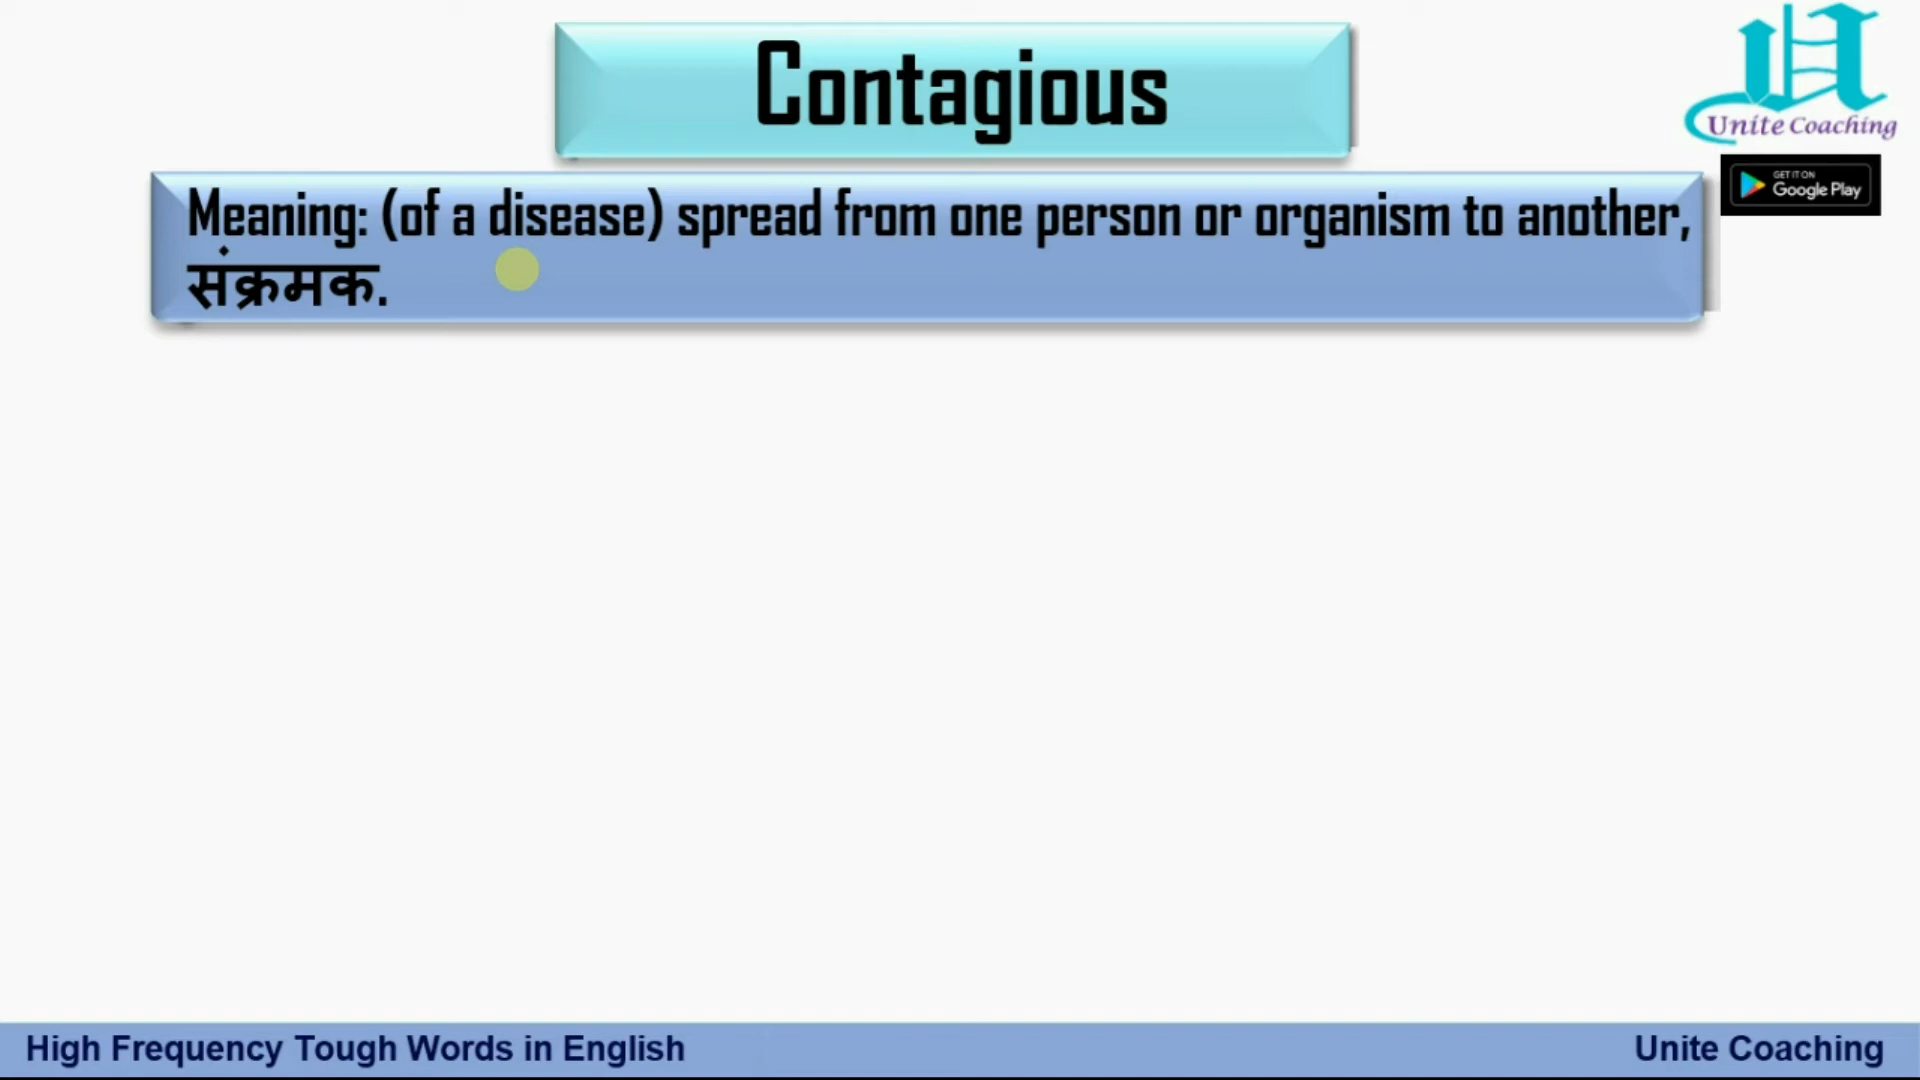 Contagious
Unite Coaching
GET IT ON
Google Play
Meaning: (of a disease) spread from one person or organism to another,
संक्रमक.
High Frequency Tough Words in English
Unite Coaching